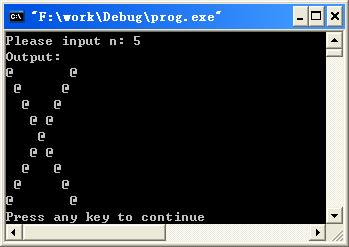 "F:\work\Debug\prog.exe"
Please input n: 5
Output:
@       @
 @     @
  @   @
   @ @
    @
   @ @
  @   @
 @     @
@       @
Press any key to continue